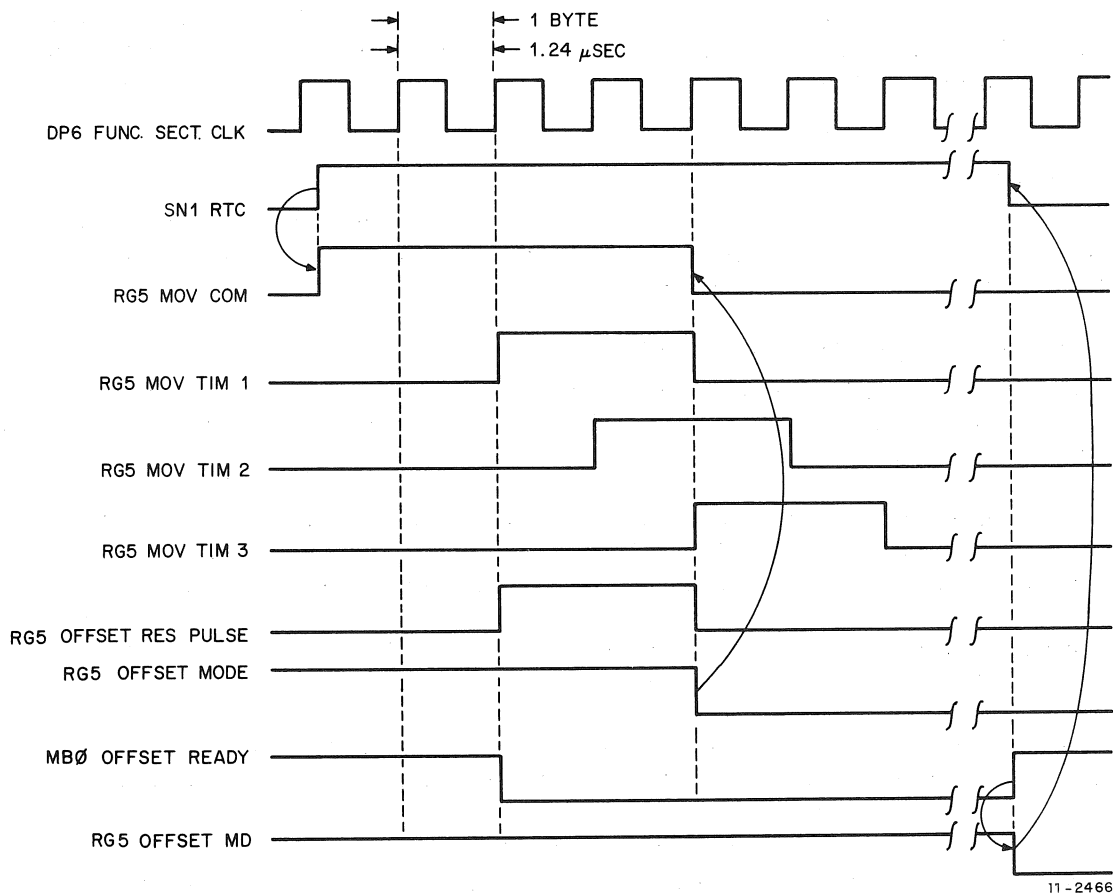 1 BYTE
1.24 μSEC
DP6 FUNC. SECT. CLK
SN1 RTC
RG5 MOV COM
RG5 MOV TIM 1
RG5 MOV TIM 2
RG5 MOV TIM 3
RG5 OFFSET RES PULSE
RG5 OFFSET MODE
MBØ OFFSET READY
RG5 OFFSET MD
11-2466